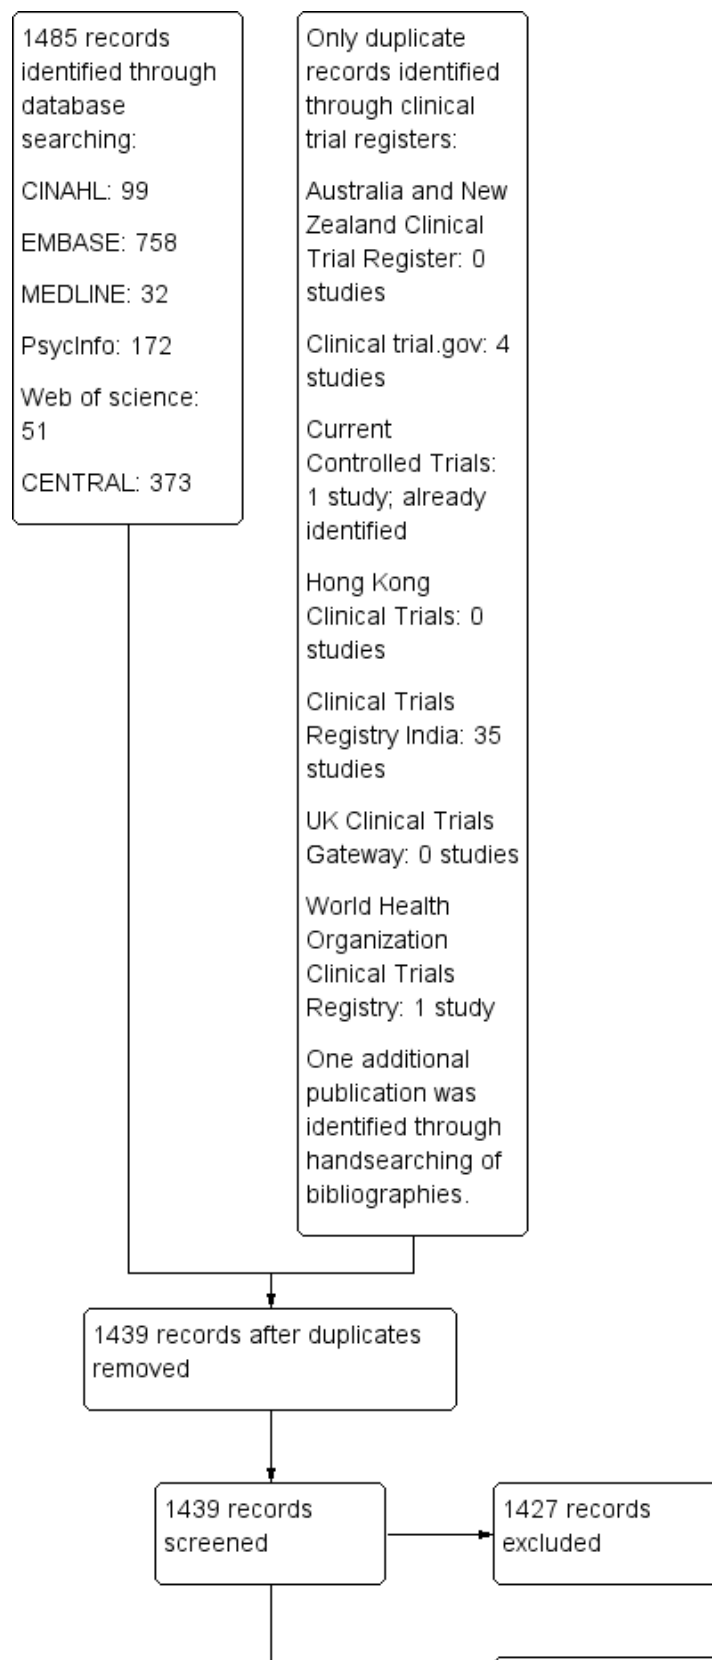 1485 records
identified through
database
searching:
CINAHL: 99
EMBASE: 758
MEDLINE: 32
PsycInfo: 172
Web of science:
51
CENTRAL: 373
Only duplicate
records identified
through clinical
trial registers:
Australia and New
Zealand Clinical
Trial Register: 0
studies
Clinical trial.gov: 4
studies
Current
Controlled Trials:
1 study; already
identified
Hong Kong
Clinical Trials: 0
studies
Clinical Trials
Registry India: 35
studies
UK Clinical Trials
Gateway: 0 studies
World Health
Organization
Clinical Trials
Registry: 1 study
One additional
publication was
identified through
handsearching of
bibliographies.
1439 records after duplicates
removed
1439 records
screened
1427 records
excluded